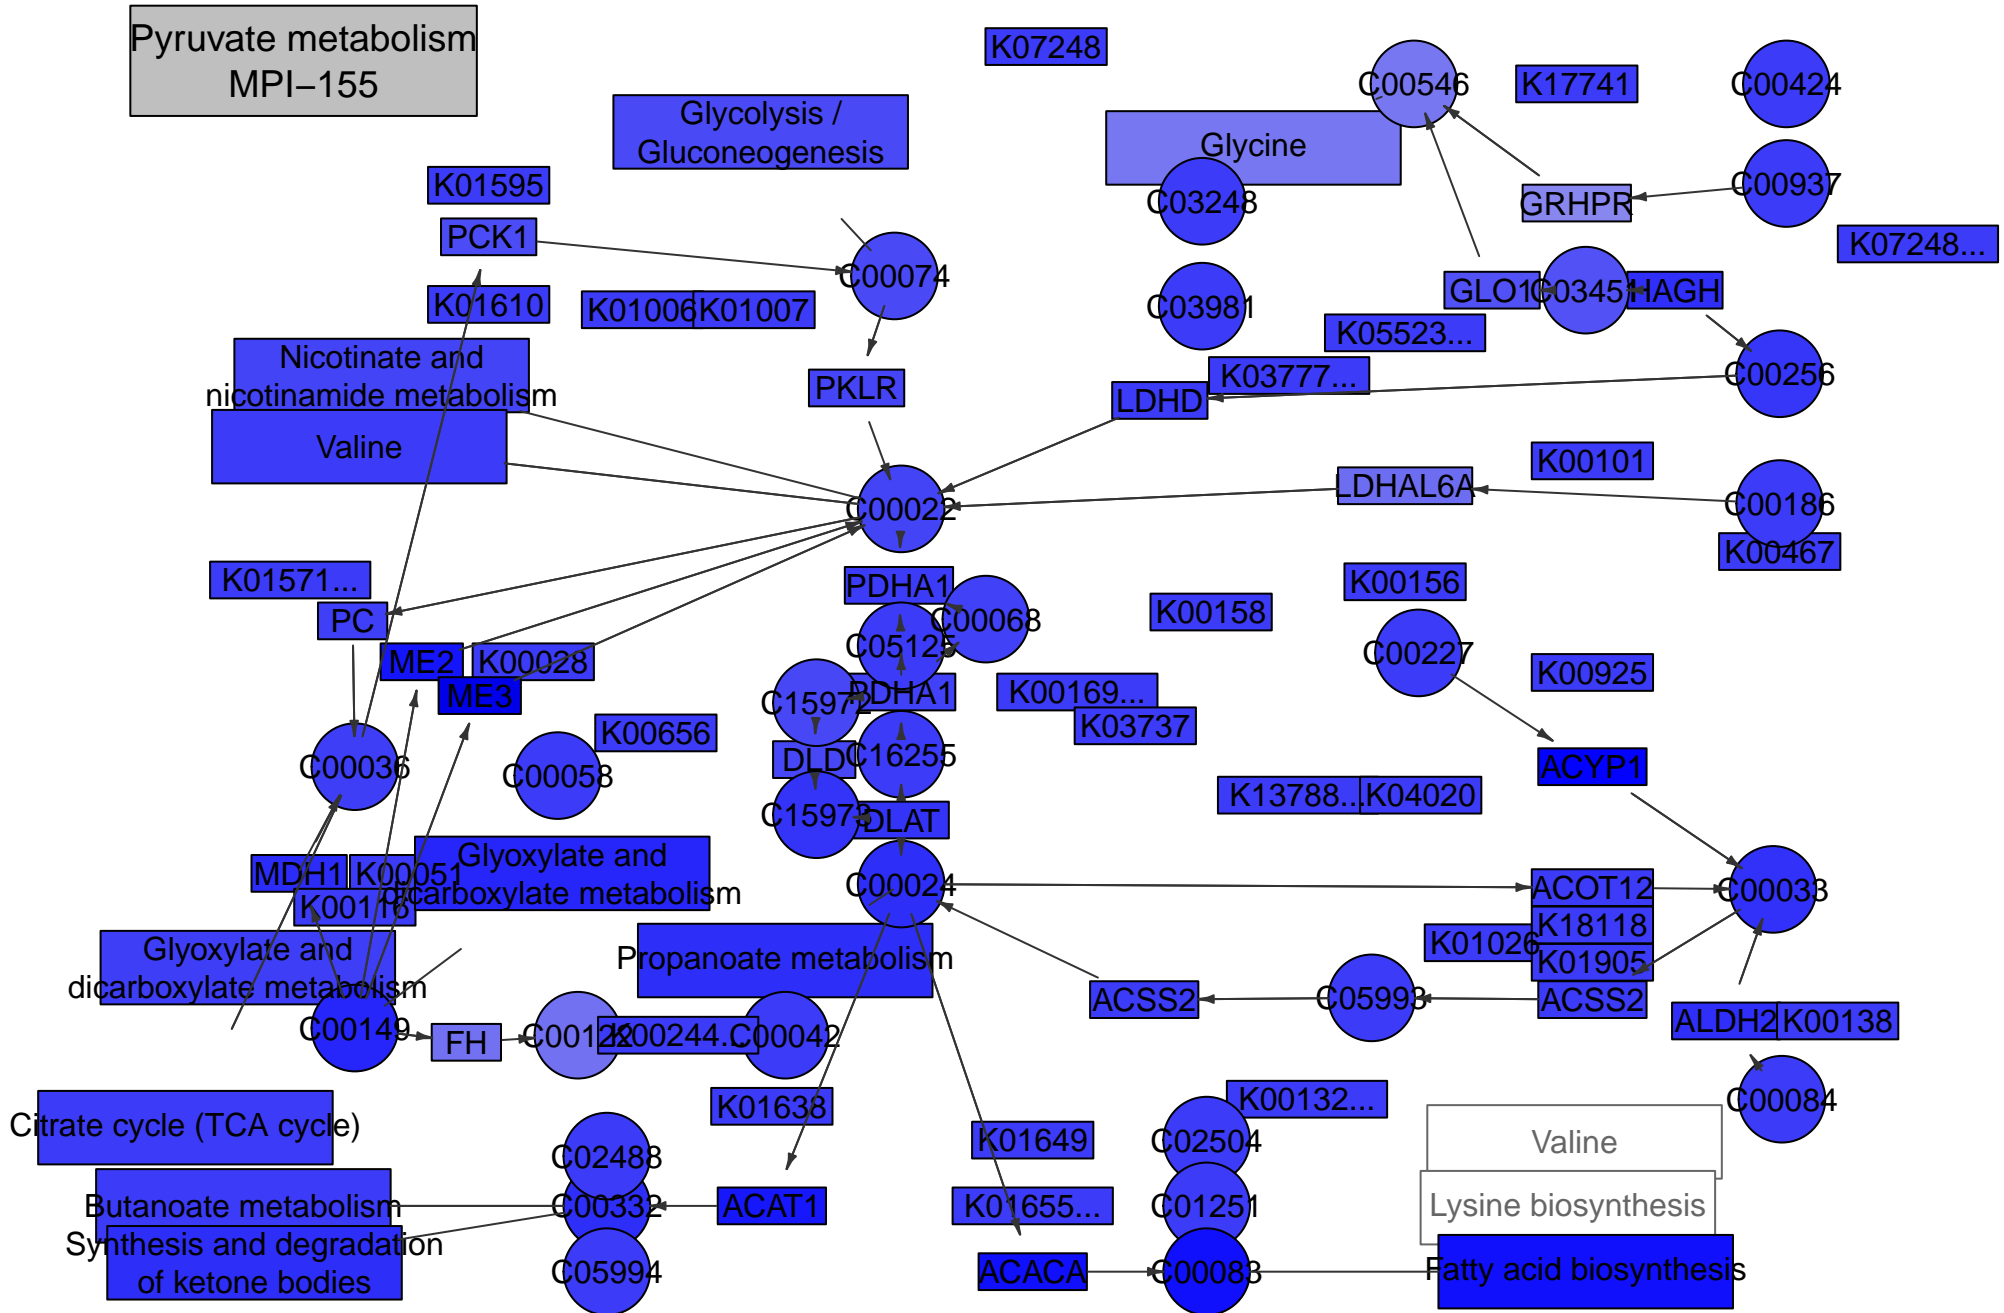 Pyruvate metabolism
MPI−155
K07248
C00546
K17741
C00424
Glycolysis /
Gluconeogenesis
Glycine
K01595
C03248
GRHPR
C00937
PCK1
K07248...
C00074
K01610
K01006
K01007
C03981
GLO1
C03451
HAGH
K05523...
Nicotinate and
nicotinamide metabolism
PKLR
K03777...
LDHD
C00256
Valine
K00101
LDHAL6A
C00022
C00186
K00467
K01571...
PDHA1
K00156
PC
C05125
C00068
K00158
C00227
ME2
K00028
K00925
ME3
C15972
PDHA1
K00169...
K03737
K00656
C00036
C00058
DLD
C16255
ACYP1
K13788...
K04020
C15973
DLAT
MDH1
K00051
Glyoxylate and
dicarboxylate metabolism
C00024
ACOT12
C00033
K00116
K18118
K01026
Glyoxylate and
dicarboxylate metabolism
Propanoate metabolism
K01905
ACSS2
C05993
ACSS2
C00149
FH
C00122
K00244...
C00042
ALDH2
K00138
K01638
K00132...
C00084
Citrate cycle (TCA cycle)
C02488
K01649
C02504
Valine
Butanoate metabolism
C00332
ACAT1
K01655...
C01251
Lysine biosynthesis
Synthesis and degradation
of ketone bodies
C05994
ACACA
C00083
Fatty acid biosynthesis